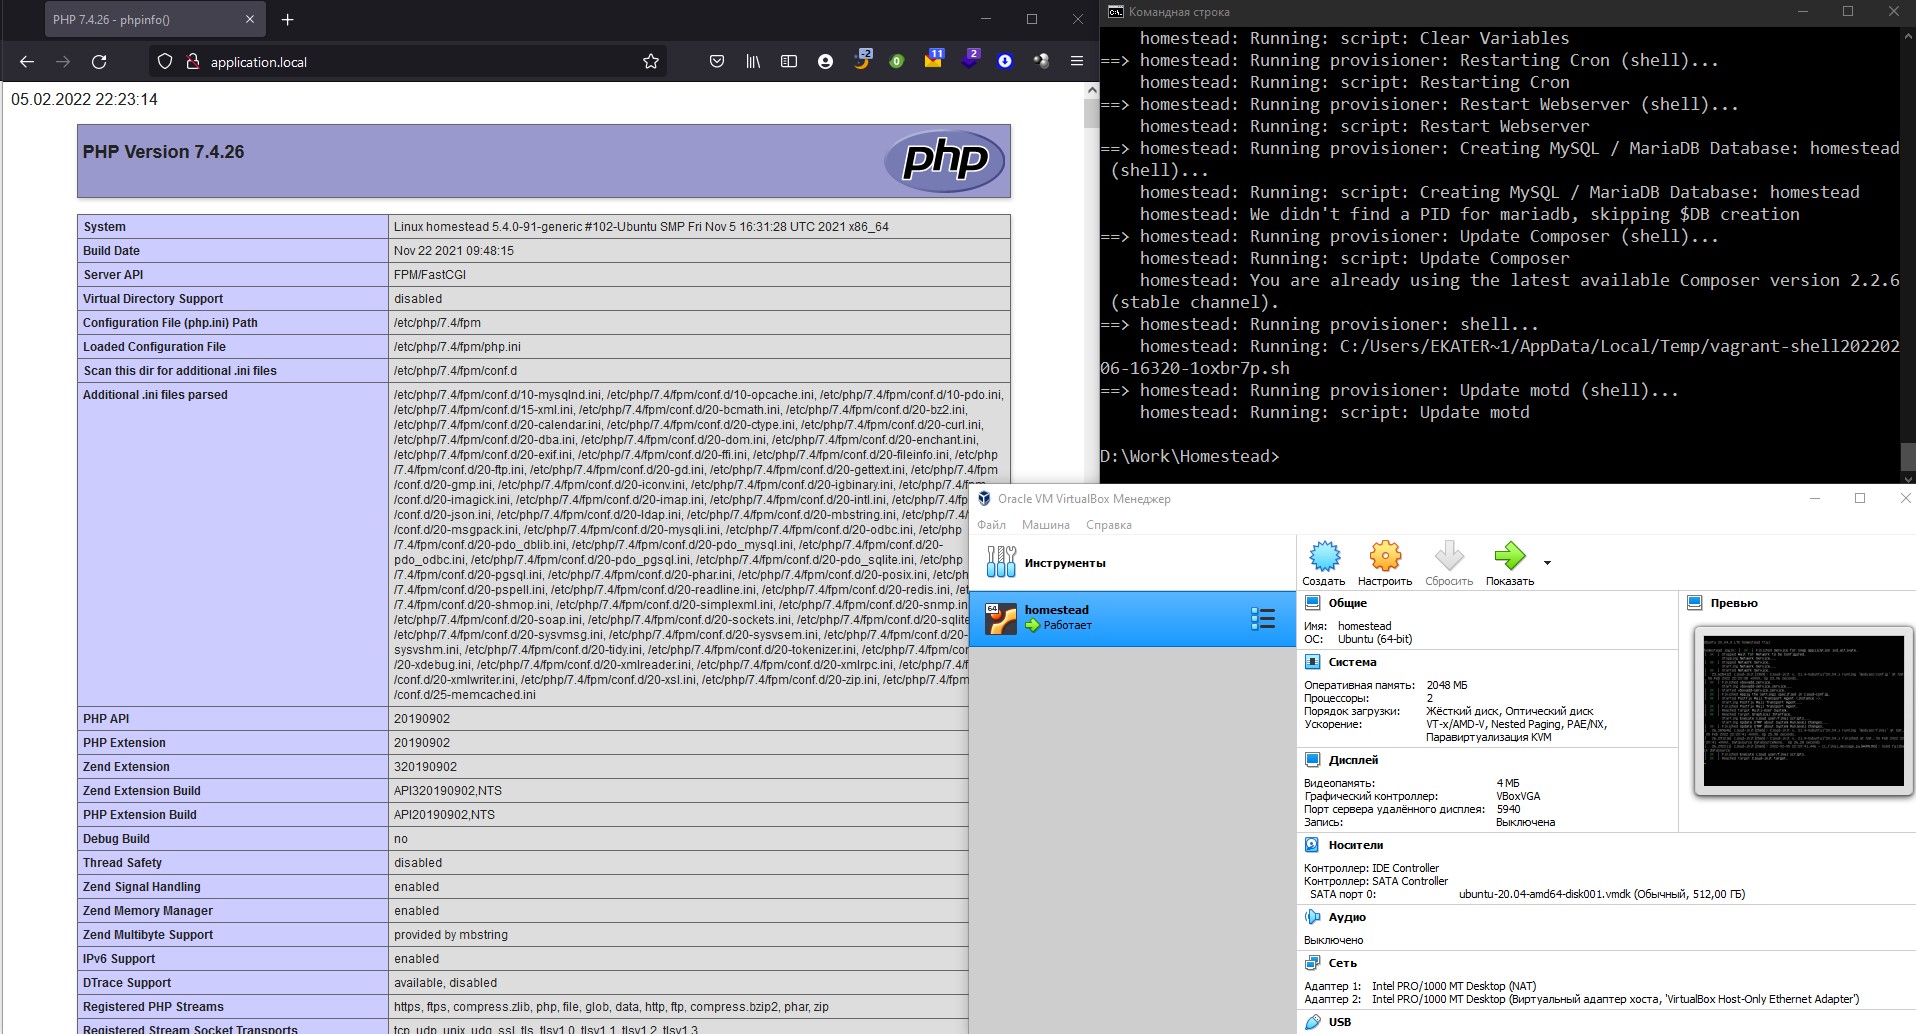 PHP 7.4.26 - phpinfo()
application.local
-2
0
11
2
05.02.2022 22:23:14
PHP Version 7.4.26
php
System Linux homestead 5.4.0-91-generic #102-Ubuntu SMP Fri Nov 5 16:31:28 UTC 2021 x86_64
Build Date Nov 22 2021 09:48:15
Server API FPM/FastCGI
Virtual Directory Support disabled
Configuration File (php.ini) Path /etc/php/7.4/fpm
Loaded Configuration File /etc/php/7.4/fpm/php.ini
Scan this dir for additional .ini files /etc/php/7.4/fpm/conf.d
Additional .ini files parsed /etc/php/7.4/fpm/conf.d/10-mysqlnd.ini, /etc/php/7.4/fpm/conf.d/10-opcache.ini, /etc/php/7.4/fpm/conf.d/10-pdo.ini,
/etc/php/7.4/fpm/conf.d/15-xml.ini, /etc/php/7.4/fpm/conf.d/20-bcmath.ini, /etc/php/7.4/fpm/conf.d/20-bz2.ini,
/etc/php/7.4/fpm/conf.d/20-calendar.ini, /etc/php/7.4/fpm/conf.d/20-ctype.ini, /etc/php/7.4/fpm/conf.d/20-curl.ini,
/etc/php/7.4/fpm/conf.d/20-dba.ini, /etc/php/7.4/fpm/conf.d/20-dom.ini, /etc/php/7.4/fpm/conf.d/20-enchant.ini,
/etc/php/7.4/fpm/conf.d/20-exif.ini, /etc/php/7.4/fpm/conf.d/20-ffi.ini, /etc/php/7.4/fpm/conf.d/20-fileinfo.ini, /etc/php
/7.4/fpm/conf.d/20-ftp.ini, /etc/php/7.4/fpm/conf.d/20-gd.ini, /etc/php/7.4/fpm/conf.d/20-gettext.ini, /etc/php/7.4/fpm
/conf.d/20-gmp.ini, /etc/php/7.4/fpm/conf.d/20-iconv.ini, /etc/php/7.4/fpm/conf.d/20-igbinary.ini, /etc/php/7.4/fpm
/conf.d/20-imagick.ini, /etc/php/7.4/fpm/conf.d/20-imap.ini, /etc/php/7.4/fpm/conf.d/20-intl.ini, /etc/php/7.4/fp
/conf.d/20-json.ini, /etc/php/7.4/fpm/conf.d/20-ldap.ini, /etc/php/7.4/fpm/conf.d/20-mbstring.ini, /etc/php/7.4/fp
/conf.d/20-msgpack.ini, /etc/php/7.4/fpm/conf.d/20-mysqli.ini, /etc/php/7.4/fpm/conf.d/20-odbc.ini, /etc/php
/7.4/fpm/conf.d/20-pdo_dblib.ini, /etc/php/7.4/fpm/conf.d/20-pdo_mysql.ini, /etc/php/7.4/fpm/conf.d/20-
pdo_odbc.ini, /etc/php/7.4/fpm/conf.d/20-pdo_pgsql.ini, /etc/php/7.4/fpm/conf.d/20-pdo_sqlite.ini, /etc/php
/7.4/fpm/conf.d/20-pgsql.ini, /etc/php/7.4/fpm/conf.d/20-phar.ini, /etc/php/7.4/fpm/conf.d/20-posix.ini, /etc/ph
/7.4/fpm/conf.d/20-pspell.ini, /etc/php/7.4/fpm/conf.d/20-readline.ini, /etc/php/7.4/fpm/conf.d/20-redis.ini, /et
/7.4/fpm/conf.d/20-shmop.ini, /etc/php/7.4/fpm/conf.d/20-simplexml.ini, /etc/php/7.4/fpm/conf.d/20-snmp.in
/7.4/fpm/conf.d/20-soap.ini, /etc/php/7.4/fpm/conf.d/20-sockets.ini, /etc/php/7.4/fpm/conf.d/20-sqlite
/7.4/fpm/conf.d/20-sysvmsg.ini, /etc/php/7.4/fpm/conf.d/20-sysvsem.ini, /etc/php/7.4/fpm/conf.d/20-
sysvshm.ini, /etc/php/7.4/fpm/conf.d/20-tidy.ini, /etc/php/7.4/fpm/conf.d/20-tokenizer.ini, /etc/php/7.4/fpm/conf.d
/20-xdebug.ini, /etc/php/7.4/fpm/conf.d/20-xmlreader.ini, /etc/php/7.4/fpm/conf.d/20-xmlrpc.ini, /etc/php/7.4/f
/conf.d/20-xmlwriter.ini, /etc/php/7.4/fpm/conf.d/20-xsl.ini, /etc/php/7.4/fpm/conf.d/20-zip.ini, /etc/php/7.4/fpm
/conf.d/25-memcached.ini
PHP API 20190902
PHP Extension 20190902
Zend Extension 320190902
Zend Extension Build API320190902,NTS
PHP Extension Build API20190902,NTS
Debug Build no
Thread Safety disabled
Zend Signal Handling enabled
Zend Memory Manager enabled
Zend Multibyte Support provided by mbstring
IPv6 Support enabled
DTrace Support available, disabled
Registered PHP Streams https, ftps, compress.zlib, php, file, glob, data, http, ftp, compress.bzip2, phar, zip
Registered Stream Socket Transports tcp, udp, unix, udg, ssl, tls, tlsv1.0, tlsv1.1, tlsv1.2, tlsv1.3
Командная строка
homestead: Running: script: Clear Variables
==> homestead: Running provisioner: Restarting Cron (shell)...
homestead: Running: script: Restarting Cron
==> homestead: Running provisioner: Restart Webserver (shell)...
homestead: Running: script: Restart Webserver
==> homestead: Running provisioner: Creating MySQL / MariaDB Database: homestead
(shell)...
homestead: Running: script: Creating MySQL / MariaDB Database: homestead
homestead: We didn't find a PID for mariadb, skipping $DB creation
==> homestead: Running provisioner: Update Composer (shell)...
homestead: Running: script: Update Composer
homestead: You are already using the latest available Composer version 2.2.6
(stable channel).
==> homestead: Running provisioner: shell...
homestead: Running: C:/Users/EKATER~1/AppData/Local/Temp/vagrant-shell202202
06-16320-1oxbr7p.sh
==> homestead: Running provisioner: Update motd (shell)...
homestead: Running: script: Update motd
D:\Work\Homestead>
Oracle VM VirtualBox Менеджер
Файл Машина Справка
Инструменты
Создать Настроить Сбросить Показать
64
homestead
Работает
Общие
Имя: homestead
ОС: Ubuntu (64-bit)
Превью
Система
Оперативная память: 2048 МБ
Процессоры: 2
Порядок загрузки: Жёсткий диск, Оптический диск
Ускорение: VT-x/AMD-V, Nested Paging, PAE/NX,
Паравиртуализация KVM
Дисплей
Видеопамять: 4 МБ
Графический контроллер: VBoxVGA
Порт сервера удалённого дисплея: 5940
Запись: Выключена
Носители
Контроллер: IDE Controller
Контроллер: SATA Controller
SATA порт 0: ubuntu-20.04-amd64-disk001.vmdk (Обычный, 512,00 ГБ)
Аудио
Выключено
Сеть
Адаптер 1: Intel PRO/1000 MT Desktop (NAT)
Адаптер 2: Intel PRO/1000 MT Desktop (Виртуальный адаптер хоста, 'VirtualBox Host-Only Ethernet Adapter')
USB